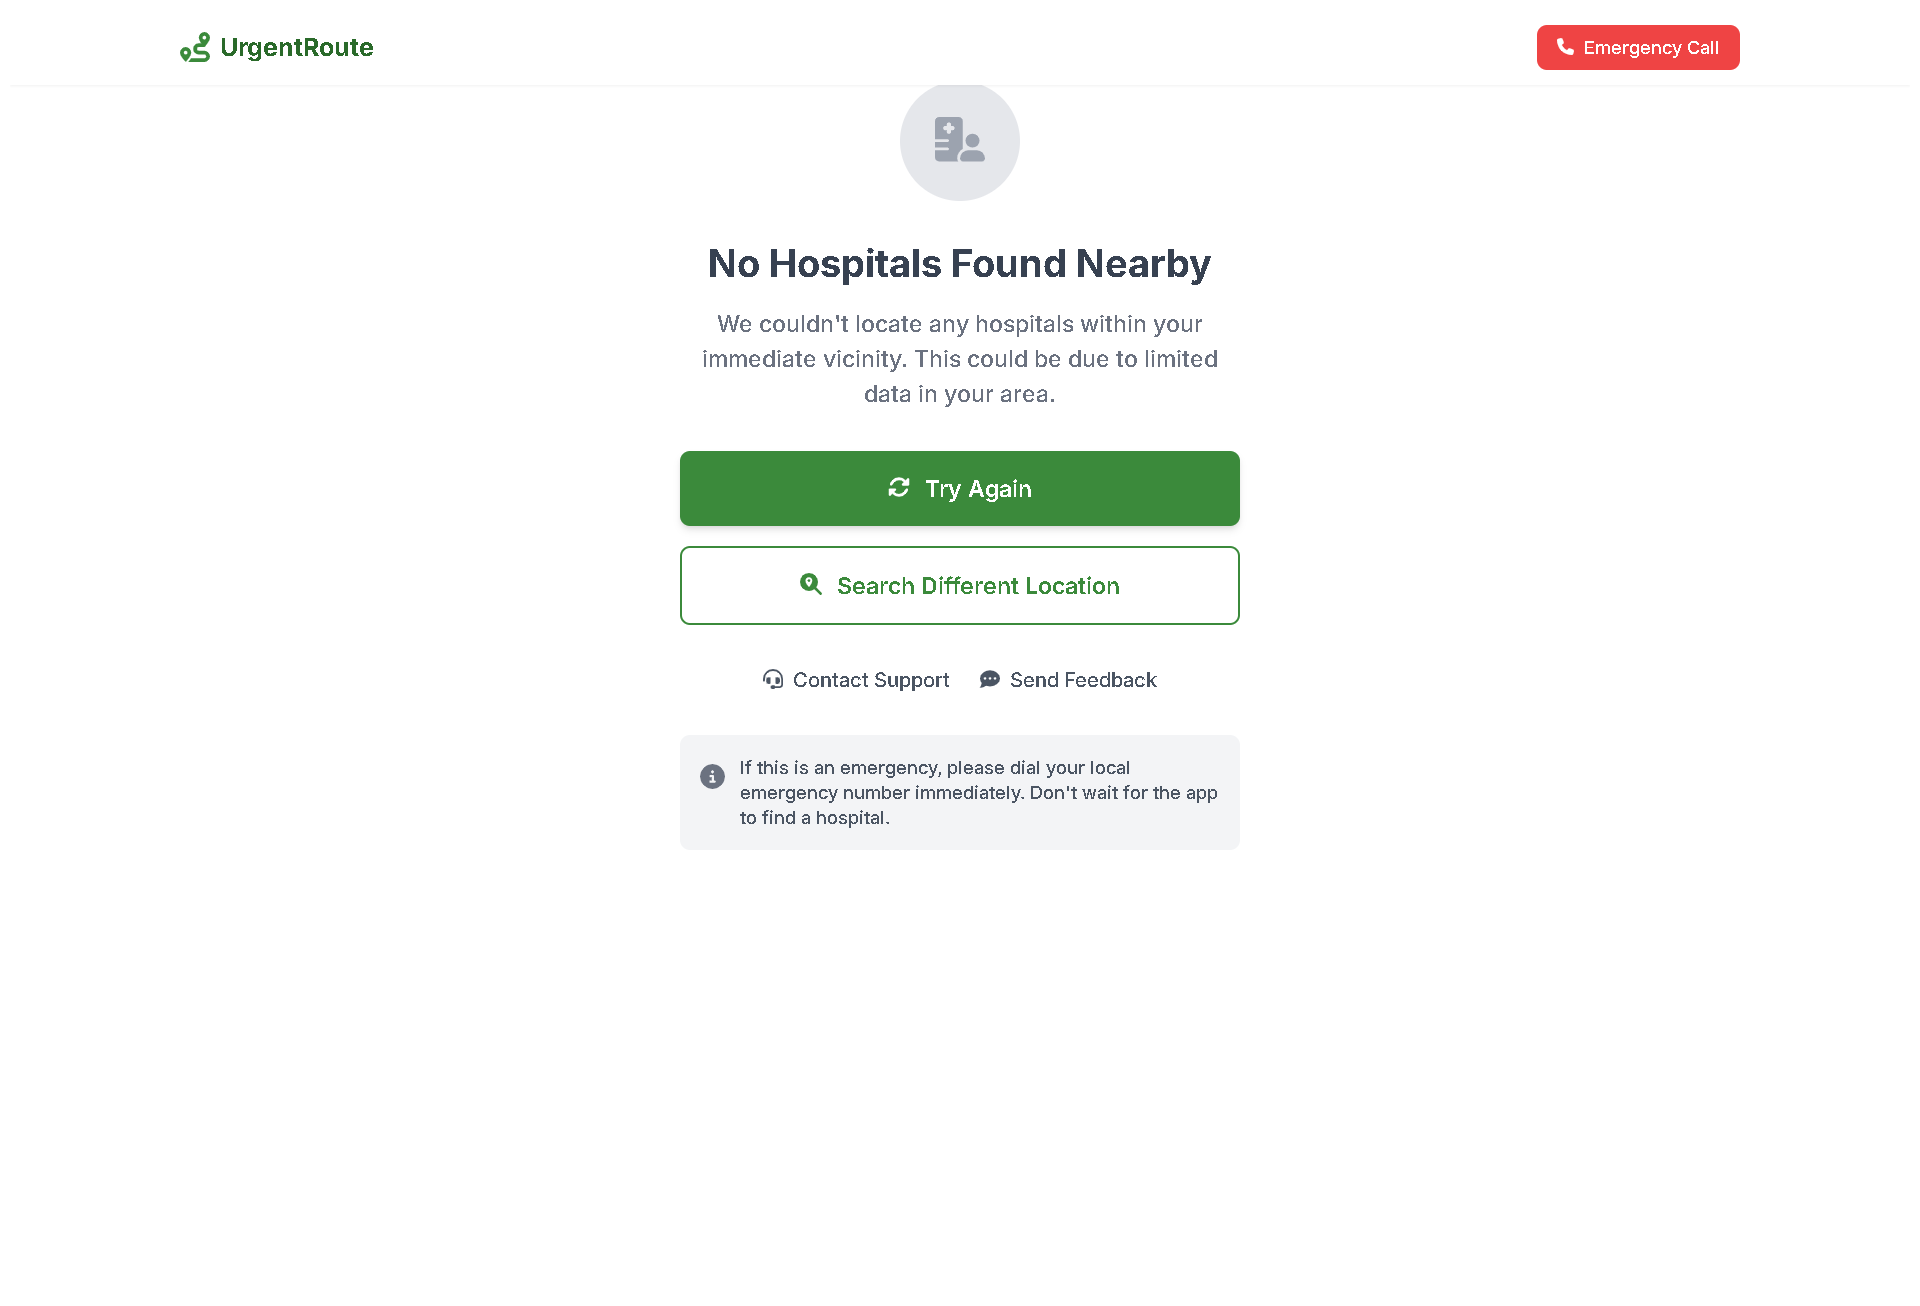 UrgentRoute
Emergency Call
No Hospitals Found Nearby
We couldn't locate any hospitals within your
immediate vicinity. This could be due to limited
data in your area.
Try Again
Search Different Location
Contact Support
Send Feedback
If this is an emergency, please dial your local
emergency number immediately. Don't wait for the app
to find a hospital.